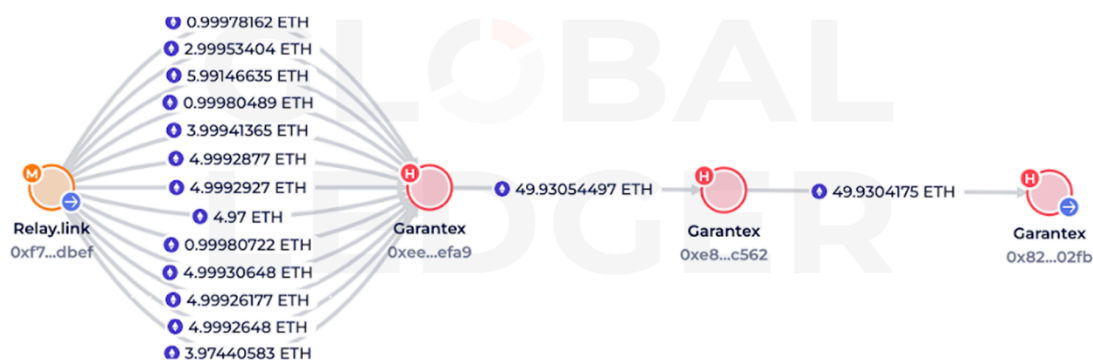 0.99978162 ETH
2.99953404 ETH
5.99146635 ETH
0.99980489 ETH
3.99941365 ETH
4.9992877 ETH
4.9992927 ETH
4.97 ETH
0.99980722 ETH
4.99930648 ETH
4.99926177 ETH
4.9992648 ETH
3.97440583 ETH
M
Relay.link
0xf7...dbef
H
Garantex
0xee...efa9
49.93054497 ETH
H
Garantex
0xe8...c562
49.9304175 ETH
H
Garantex
0x82...02fb
GLOBAL
LEDGER